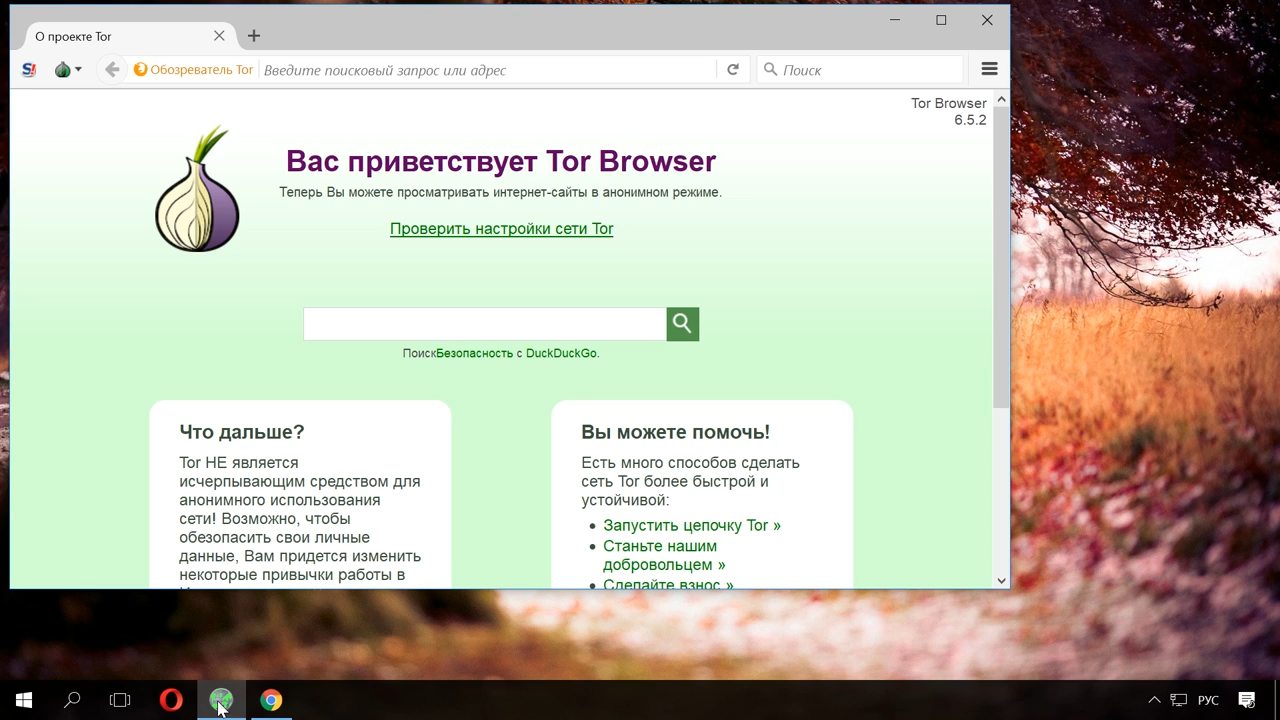 О проекте Tor
Обозреватель Tor
Введите поисковый запрос или адрес
Поиск
Tor Browser
6.5.2
Вас приветствует Tor Browser
Теперь Вы можете просматривать интернет-сайты в анонимном режиме.
Проверить настройки сети Tor
ПоискБезопасность с DuckDuckGo.
Что дальше?
Tor НЕ является
исчерпывающим средством для
анонимного использования
сети! Возможно, чтобы
обезопасить свои личные
данные, Вам придется изменить
некоторые привычки работы в
Вы можете помочь!
Есть много способов сделать
сеть Tor более быстрой и
устойчивой:
Запустить цепочку Tor »
Станьте нашим
добровольцем »
Сделайте взнос »
РУС